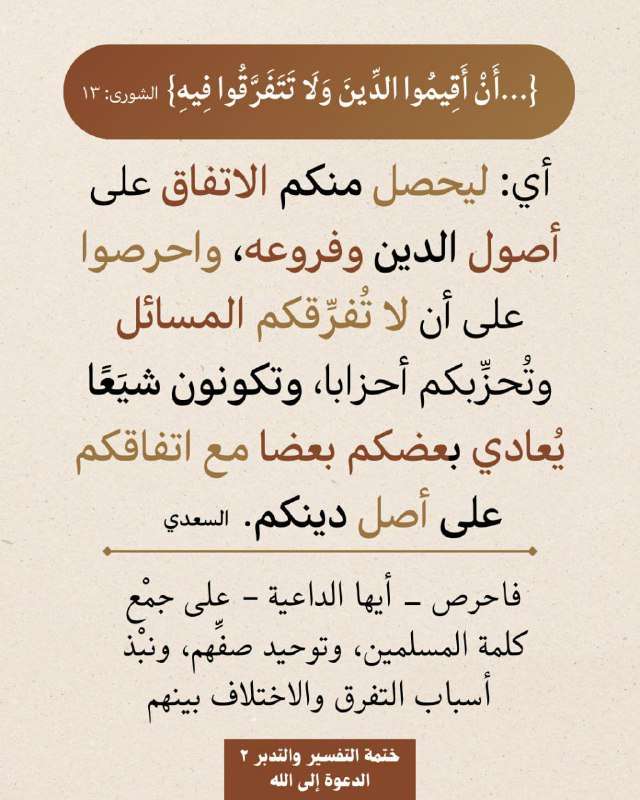 {...أَنْ أَقِيمُوا الدِّينَ وَلَا تَتَفَرَّقُوا فِيهِ} الشورى: ١٣
أي: ليحصل منكم الاتفاق على
أصول الدين وفروعه، واحرصوا
على أن لا تُفرِّقكم المسائل
وتُحزِّبكم أحزابا، وتكونون شيَعًا
يُعادي بعضكم بعضا مع اتفاقكم
على أصل دينكم. السعدي
فاحرص – أيها الداعية – على جمْع
كلمة المسلمين، وتوحيد صفِّهم، ونبْذ
أسباب التفرق والاختلاف بينهم
ختمة التفسير والتدبر ٢
الدعوة إلى الله